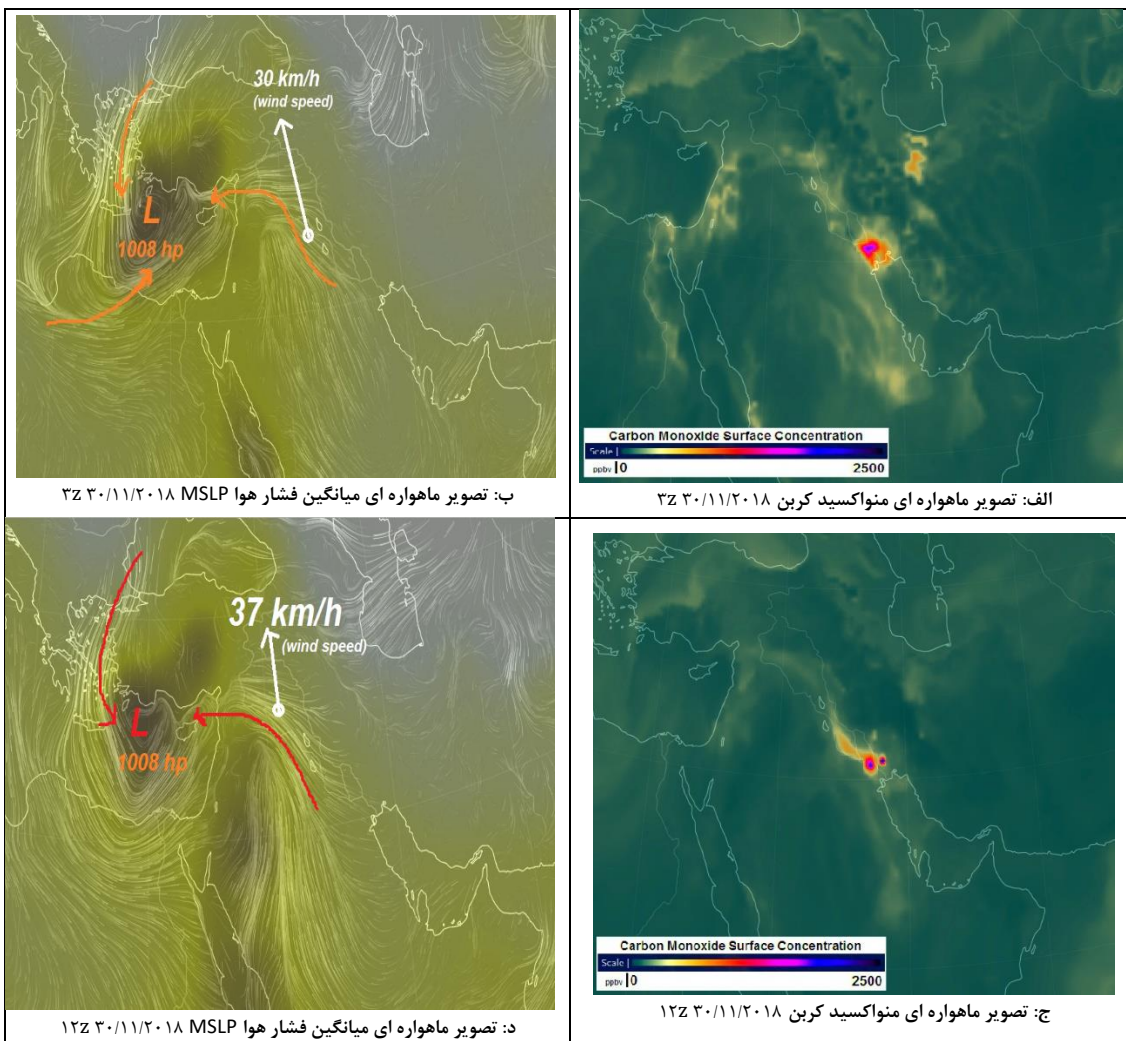 Carbon Monoxide Surface Concentration
Scale |
ppbv |0 2500
الف: تصویر ماهواره ای منواکسید کربن ۳۰/۱۱/۲۰۱۸ ۳z
30 km/h
(wind speed)
L
1008 hp
ب: تصویر ماهواره ای میانگین فشار هوا MSLP ۳۰/۱۱/۲۰۱۸ ۳z
Carbon Monoxide Surface Concentration
Scale |
ppbv |0 2500
ج: تصویر ماهواره ای منواکسید کربن ۳۰/۱۱/۲۰۱۸ ۱۲z
37 km/h
(wind speed)
L
1008 hp
د: تصویر ماهواره ای میانگین فشار هوا MSLP ۳۰/۱۱/۲۰۱۸ ۱۲z